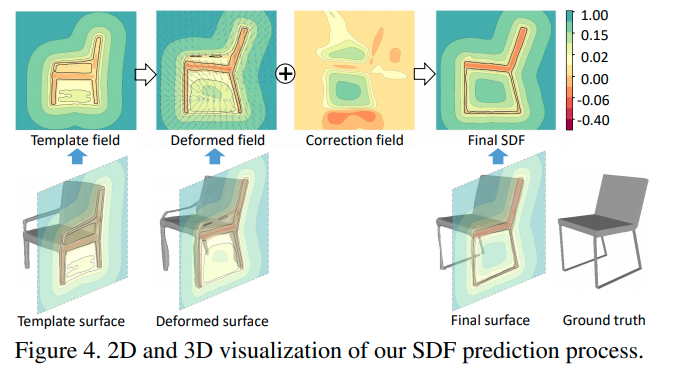 1.00
0.15
0.02
0.00
-0.06
-0.40
Template field
Deformed field
Correction field
Final SDF
Template surface
Deformed surface
Final surface
Ground truth
Figure 4. 2D and 3D visualization of our SDF prediction process.